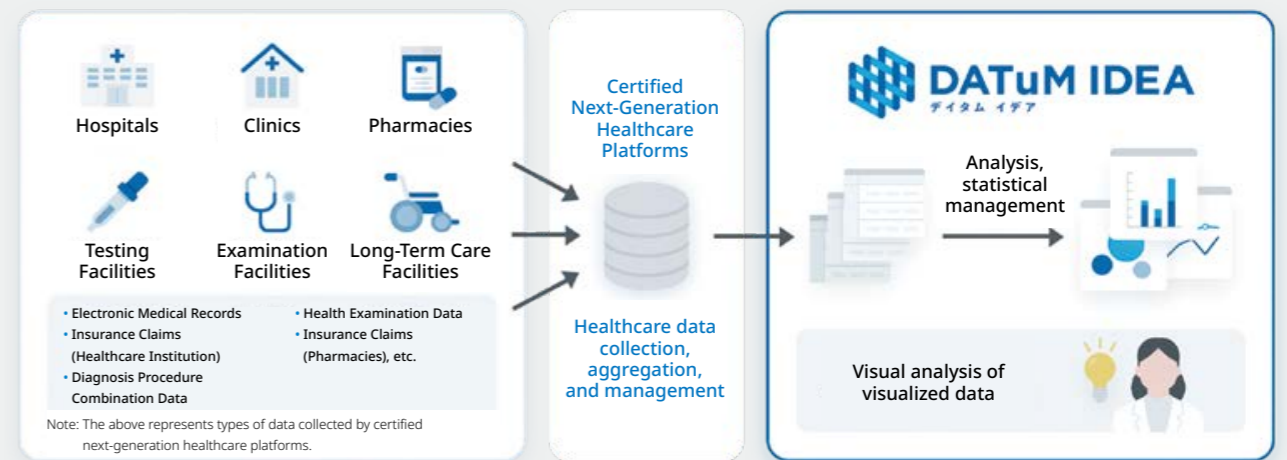 Hospitals
Clinics
Pharmacies
Testing
Facilities
Examination
Facilities
Long-Term Care
Facilities
• Electronic Medical Records
• Insurance Claims
(Healthcare Institution)
• Diagnosis Procedure
Combination Data
• Health Examination Data
• Insurance Claims
(Pharmacies), etc.
Note: The above represents types of data collected by certified
next-generation healthcare platforms.
Certified
Next-Generation
Healthcare
Platforms
Healthcare data
collection,
aggregation,
and management
DATuM IDEA
デイタム イデア
Analysis,
statistical
management
Visual analysis of
visualized data